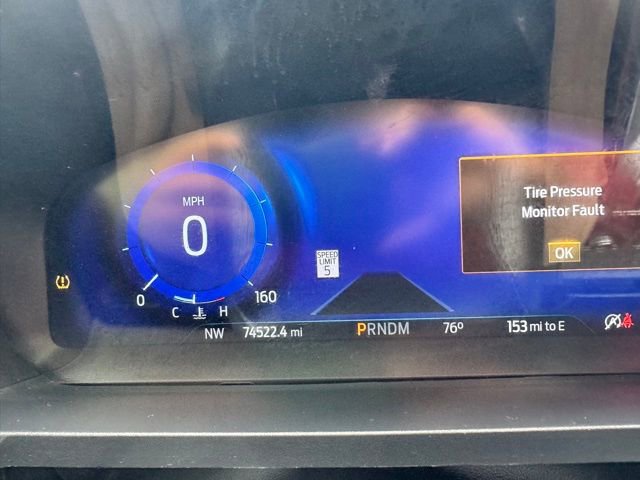 MPH
0
0 160
C H
SPEED
LIMIT
5
Tire Pressure
Monitor Fault
OK
NW 74522.4 mi PRNDM 76° 153 mi to E